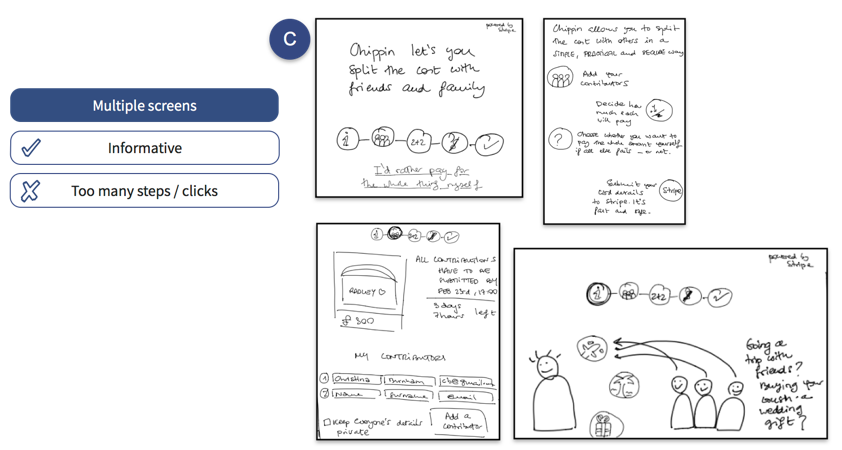 C
Multiple screens
Informative
Too many steps / clicks
powered by
Stripe
Chippin let's you
split the cost with
friends and family
i 2+2
I'd rather pay for
the whole thing myself
Chippin allows you to split
the cost with others in a
SIMPLE, PRACTICAL and SECURE way
Add your
contributors
Decide how
much each
will pay
?
Choose whether you want to
pay the whole amount yourself
if all else fails - or not.
Submit your
card details
to Stripe. It's
fast and safe.
Stripe
i 2+2
RADLEY
£ 300
ALL CONTRIBUTIONS
HAVE TO BE
SUBMITTED BY
FEB 23rd, 17:00
3 days
7 hours left
MY CONTRIBUTORS
1 Christina Burnham
2 Name Surname Email
Keep everyone's details
private
Add a
contributor
powered by
Stripe
i 2+2
Going on a
trip with
friends?
Buying your
a
wedding
gift?